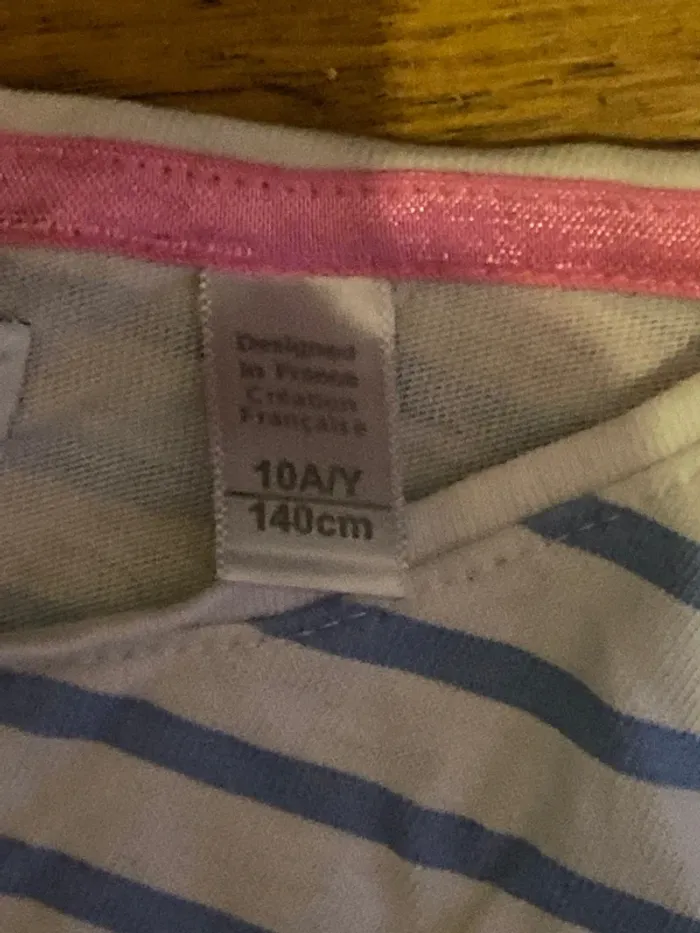 Designed
in France
Création
Française
10A/Y
140cm